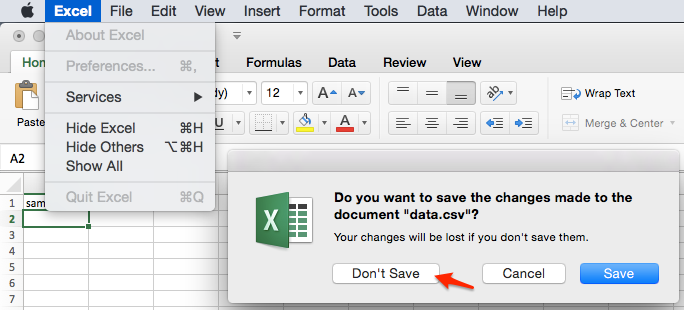 Excel File Edit View Insert Format Tools Data Window Help
About Excel
Preferences... ⌘,
Services
Hide Excel ⌘H
Hide Others ⌥⌘H
Show All
Quit Excel ⌘Q
Formulas Data Review View
Paste
12 A A
U A
Wrap Text
Merge & Center
A2
1 sam
2
3
4
5
6
7
Do you want to save the changes made to the
document "data.csv"?
Your changes will be lost if you don't save them.
Don't Save Cancel Save